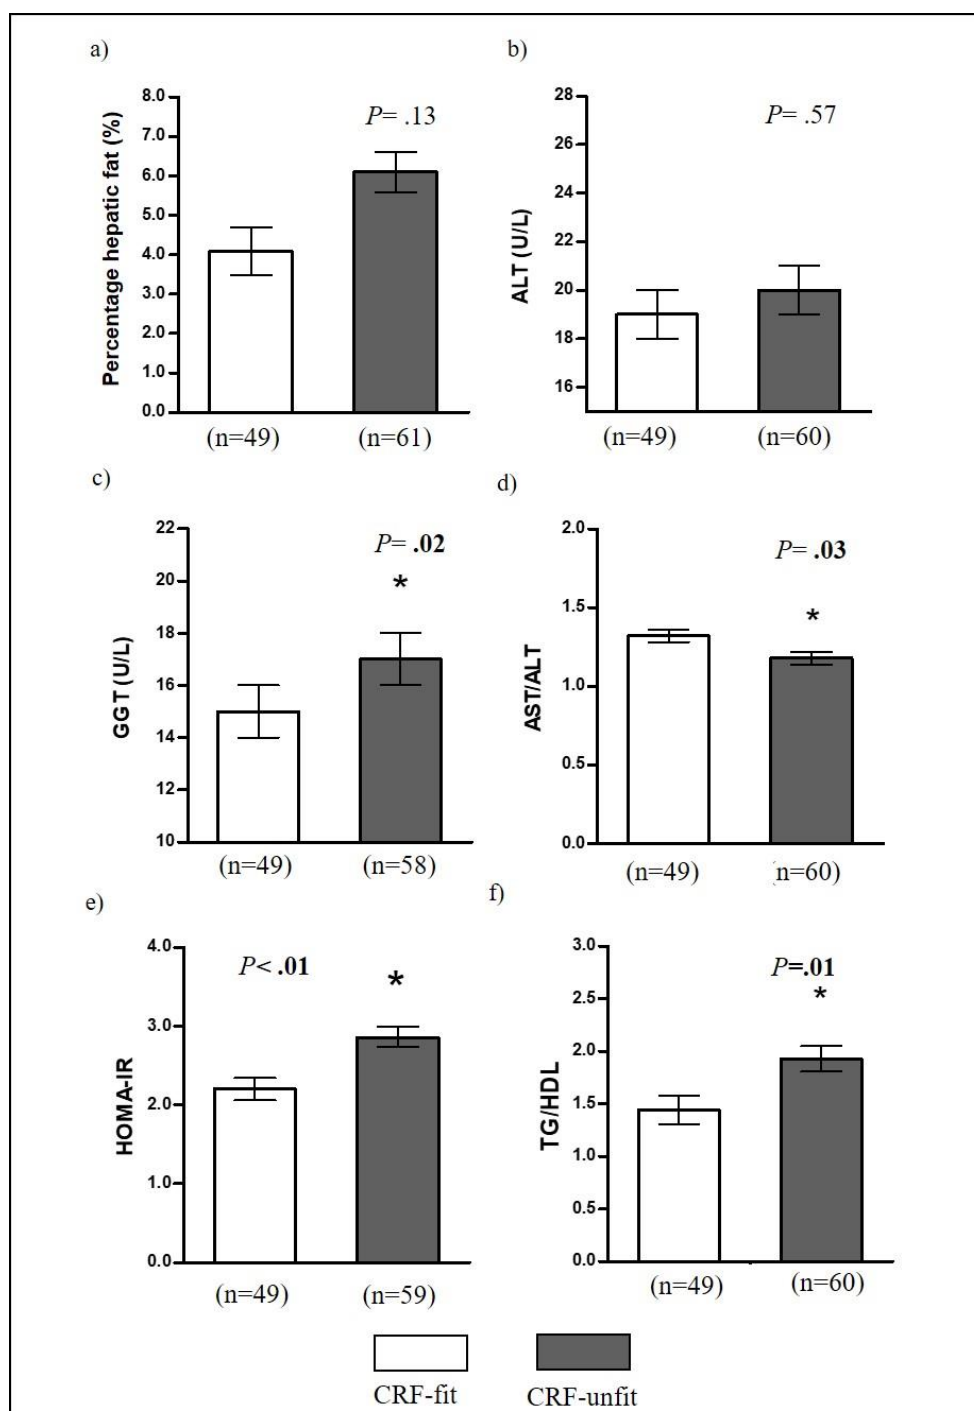 a)
Percentage hepatic fat (%)
8.0
7.0
6.0
5.0
4.0
3.0
2.0
1.0
0.0
P= .13
(n=49) (n=61)
b)
ALT (U/L)
28
26
24
22
20
18
16
P= .57
(n=49) (n=60)
c)
GGT (U/L)
22
20
18
16
14
12
10
P= .02
*
(n=49) (n=58)
d)
AST/ALT
2.0
1.5
1.0
0.5
0.0
P= .03
*
(n=49) (n=60)
e)
HOMA-IR
4.0
3.0
2.0
1.0
0.0
P< .01
*
(n=49) (n=59)
f)
TG/HDL
3.0
2.5
2.0
1.5
1.0
0.5
0.0
P=.01
*
(n=49) (n=60)
CRF-fit CRF-unfit